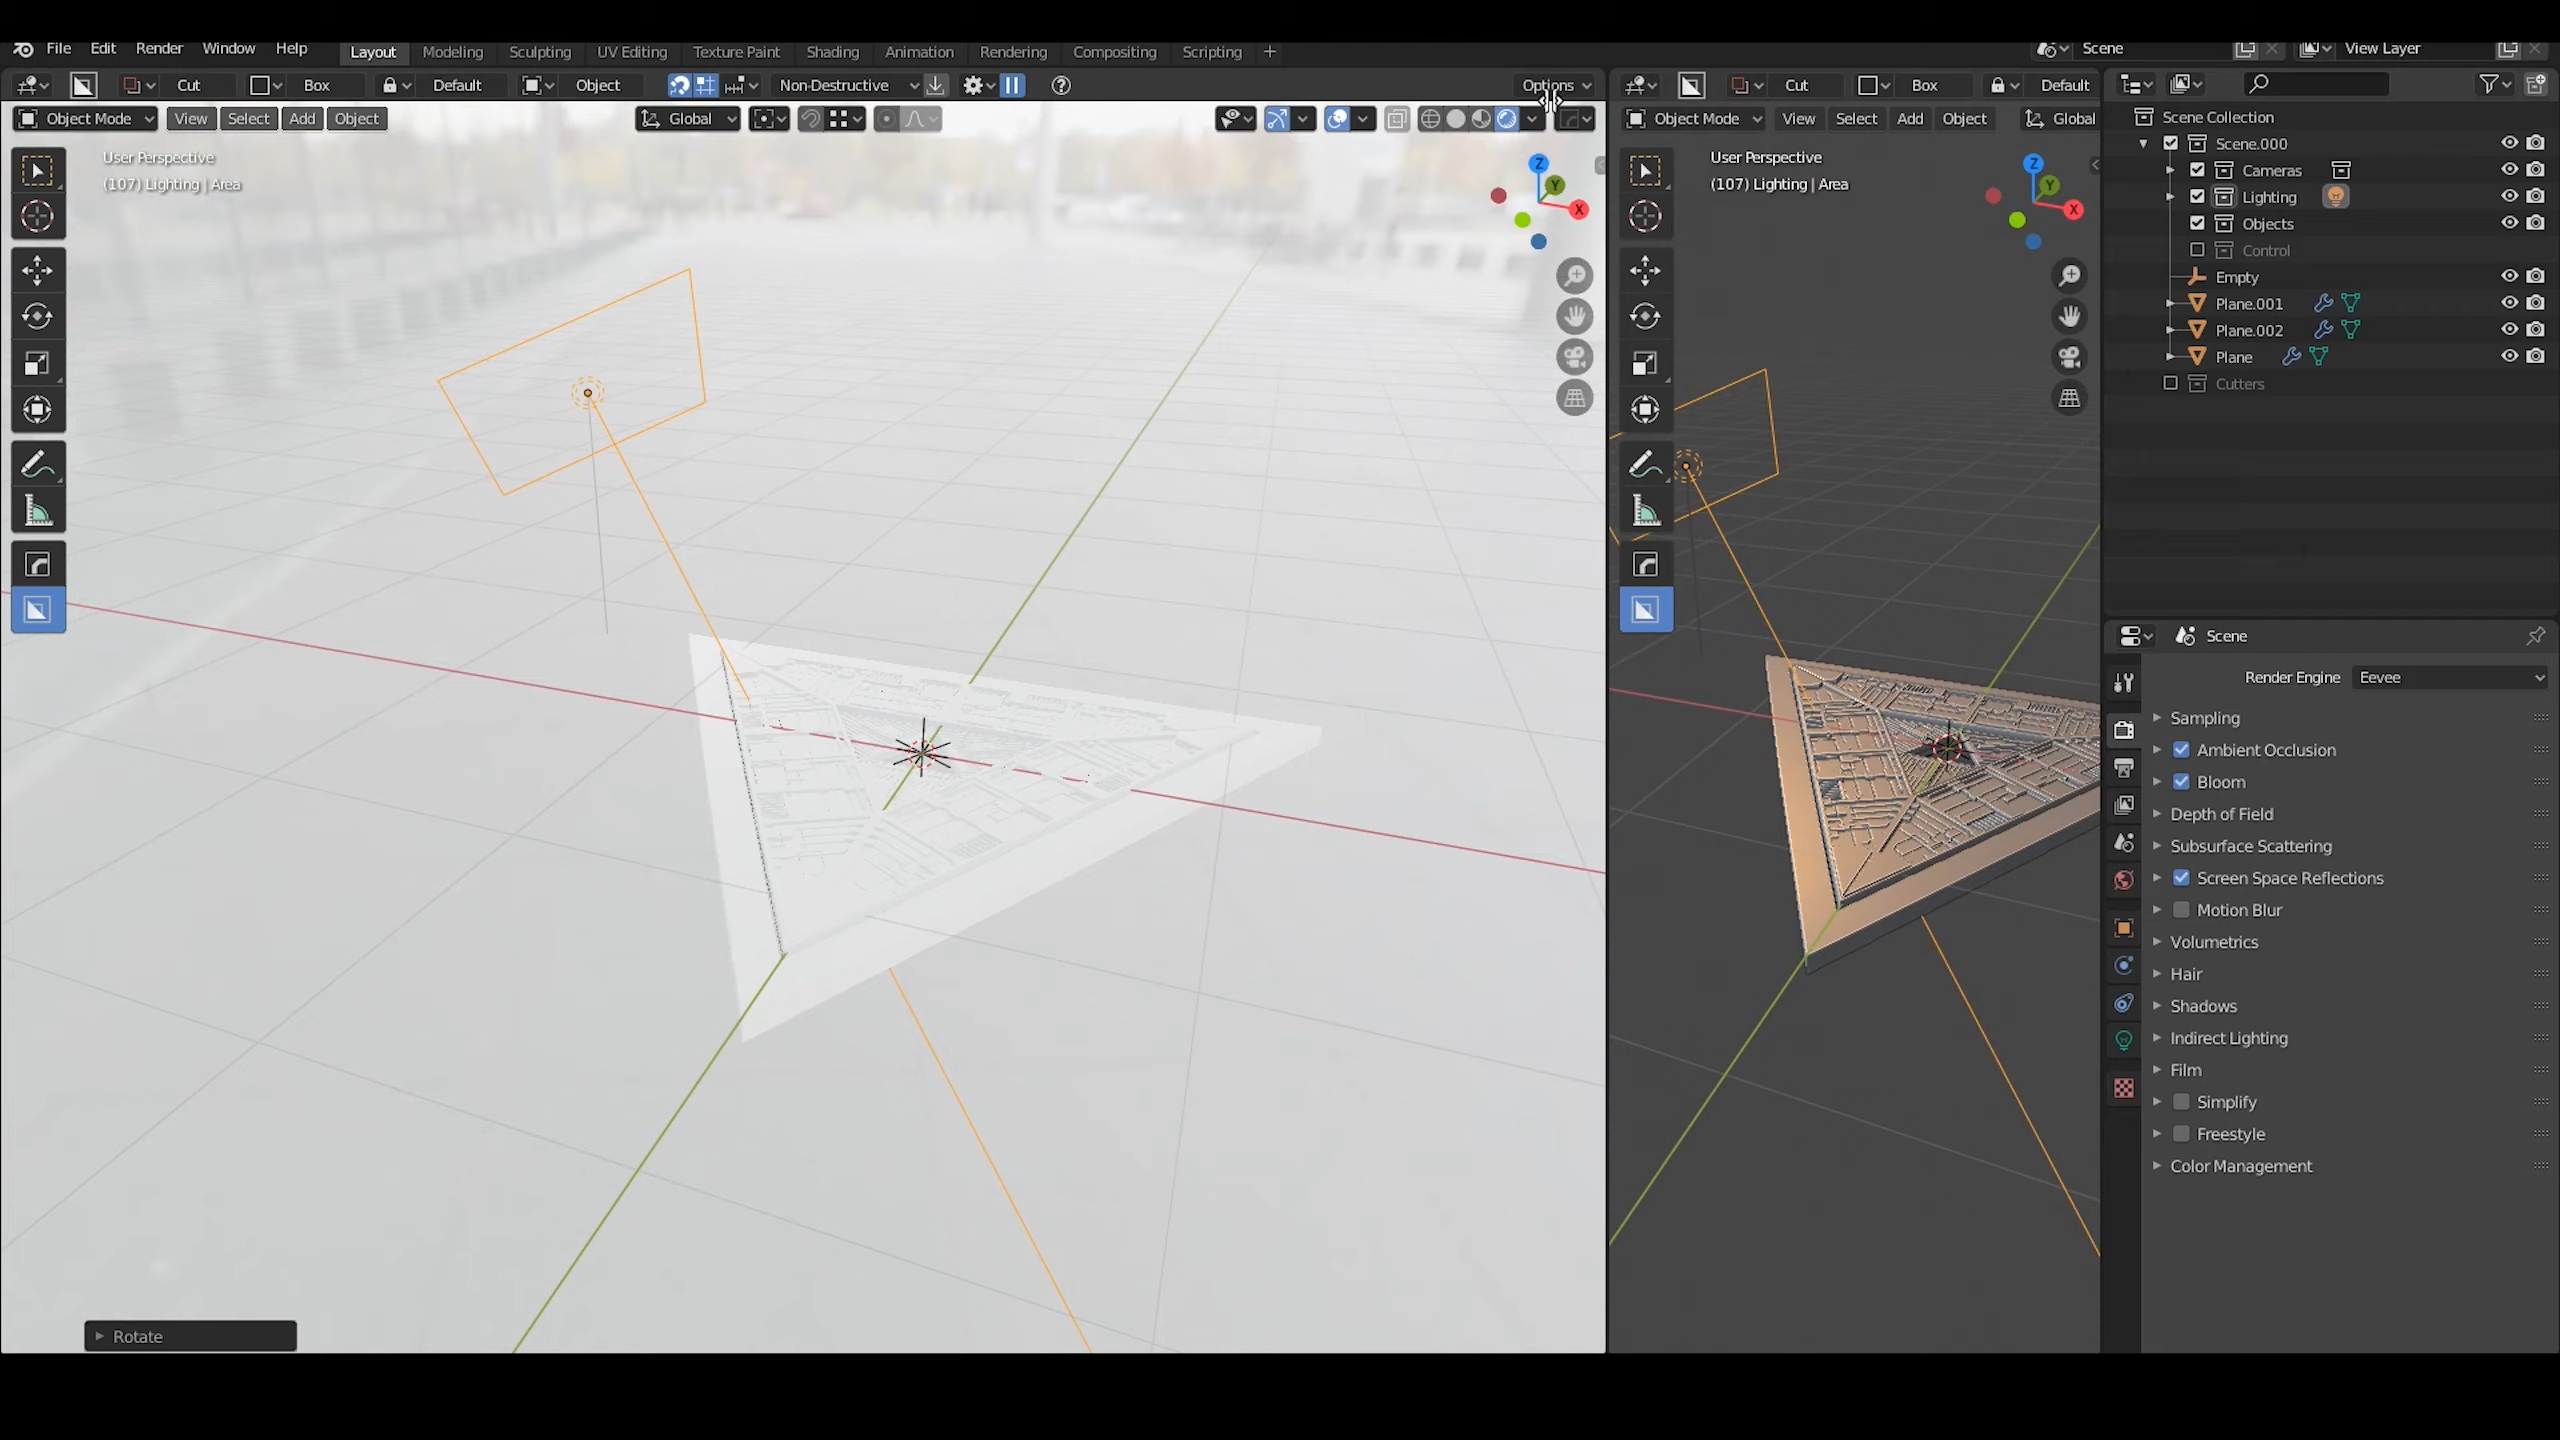 File Edit Render Window Help
Layout Modeling Sculpting UV Editing Texture Paint Shading Animation Rendering Compositing Scripting +
Scene View Layer
Cut Box Default Object Non-Destructive Options
Cut Box Default
Object Mode View Select Add Object Global
Object Mode View Select Add Object Global
User Perspective
(107) Lighting | Area
Z
Y
X
User Perspective
(107) Lighting | Area
Z
Y
X
Rotate
Scene Collection
Scene.000
Cameras
Lighting
Objects
Control
Empty
Plane.001
Plane.002
Plane
Cutters
Scene
Render Engine Eevee
Sampling
Ambient Occlusion
Bloom
Depth of Field
Subsurface Scattering
Screen Space Reflections
Motion Blur
Volumetrics
Hair
Shadows
Indirect Lighting
Film
Simplify
Freestyle
Color Management